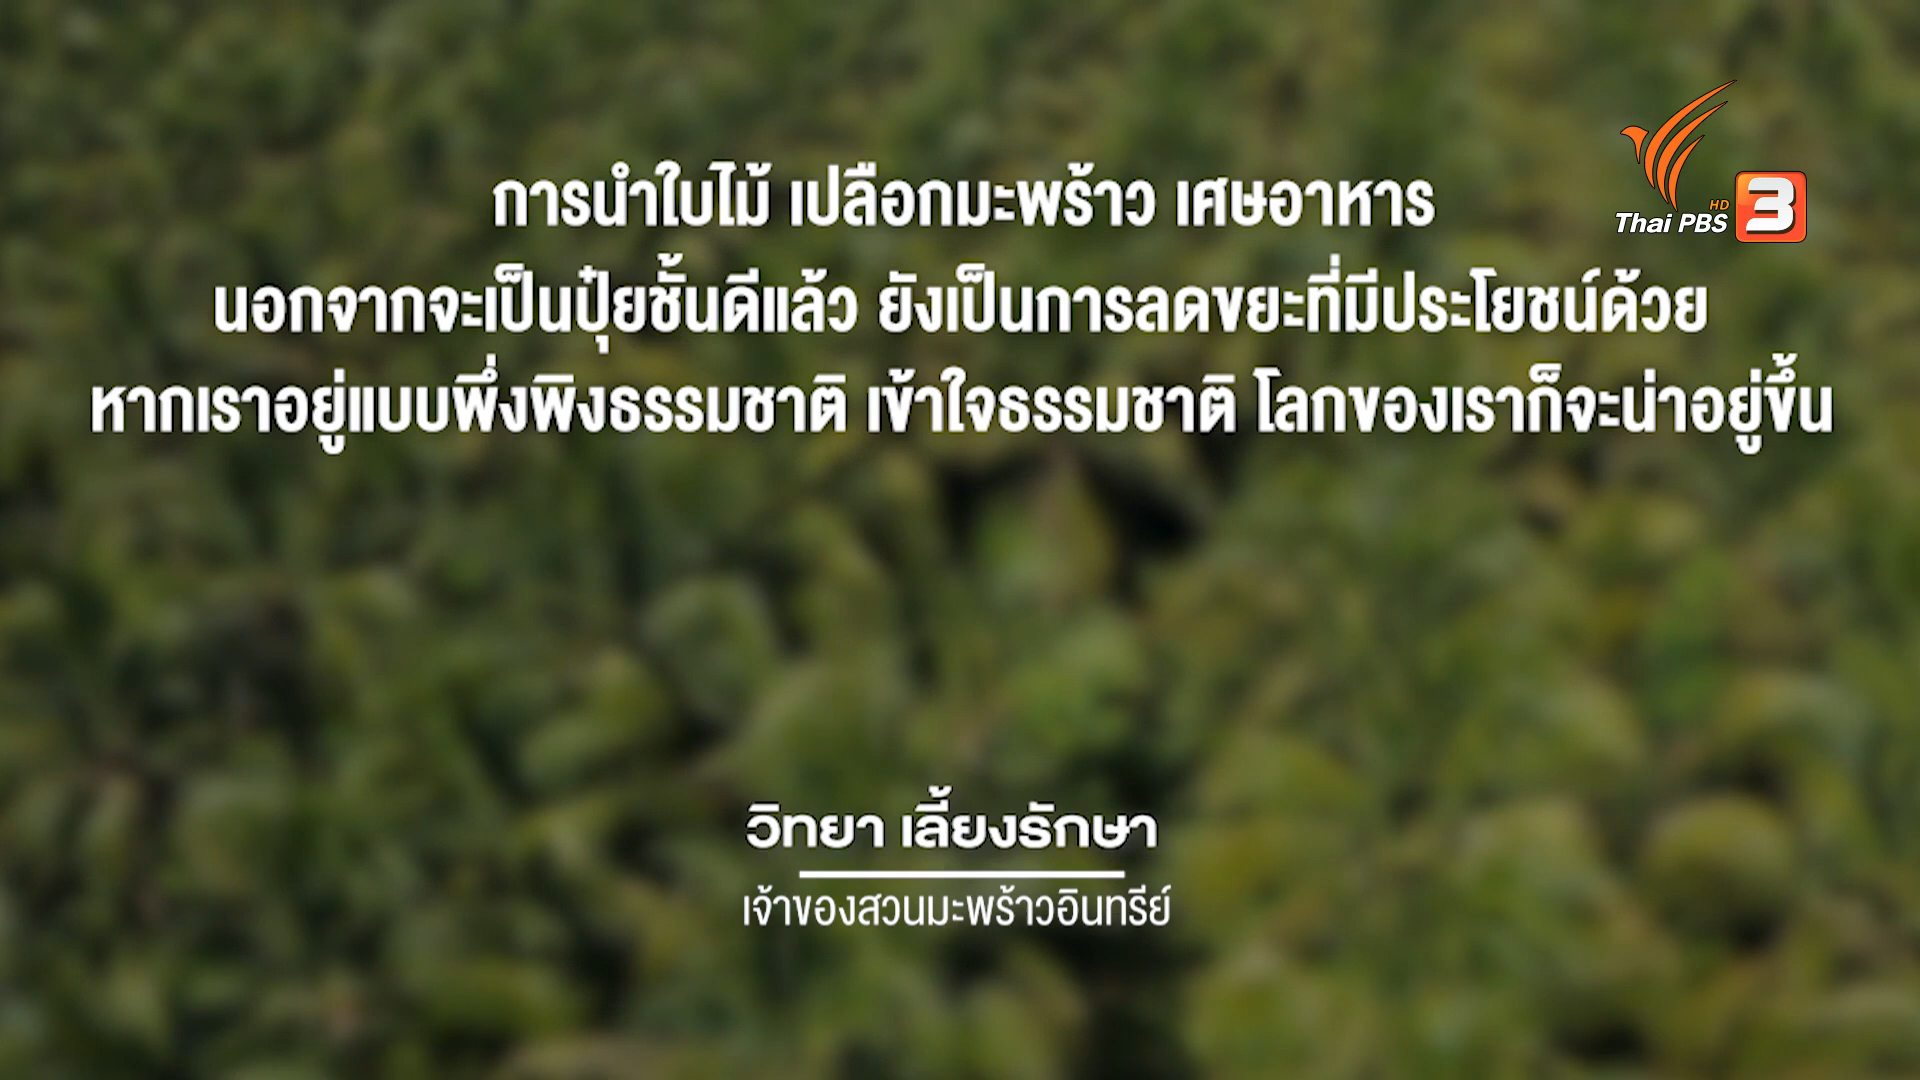 การนำใบไม้ เปลือกมะพร้าว เศษอาหาร
Thai PBS HD 3
นอกจากจะเป็นปุ๋ยชั้นดีแล้ว ยังเป็นการลดขยะที่มีประโยชน์ด้วย
หากเราอยู่แบบพึ่งพิงธรรมชาติ เข้าใจธรรมชาติ โลกของเราก็จะน่าอยู่ขึ้น
วิทยา เลี้ยงรักษา
เจ้าของสวนมะพร้าวอินทรีย์